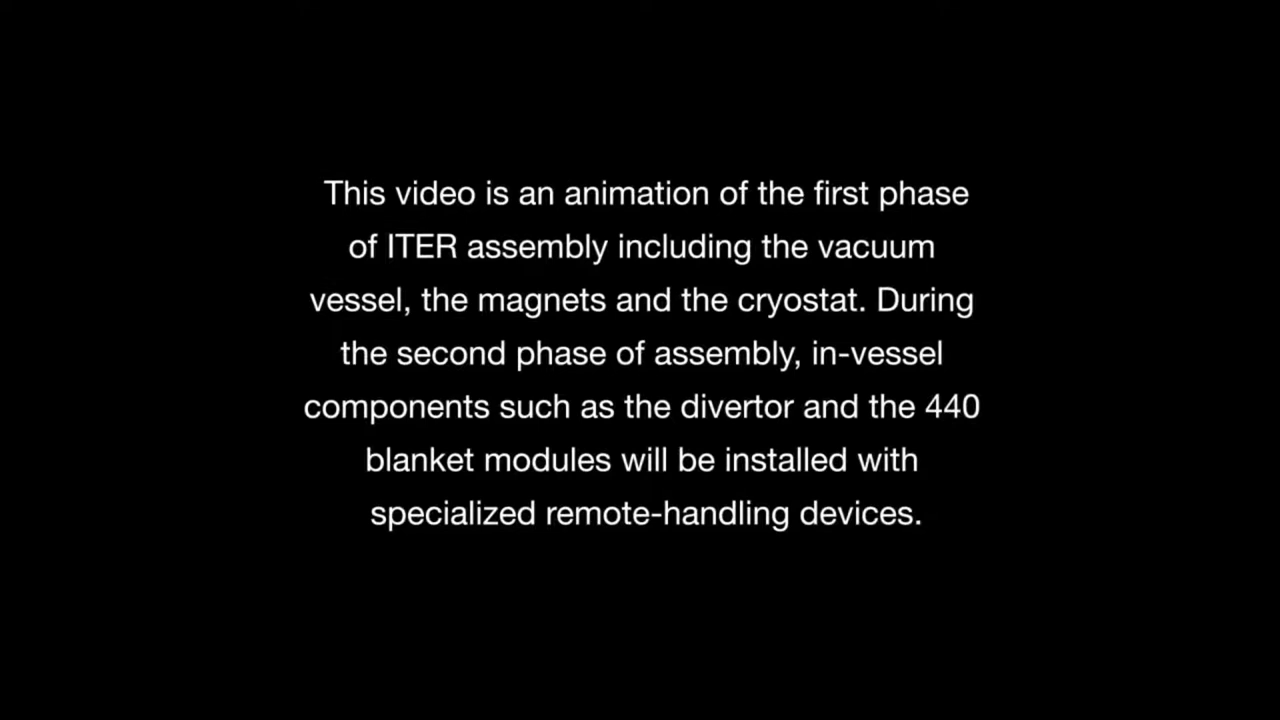 This video is an animation of the first phase
of ITER assembly including the vacuum
vessel, the magnets and the cryostat. During
the second phase of assembly, in-vessel
components such as the divertor and the 440
blanket modules will be installed with
specialized remote-handling devices.